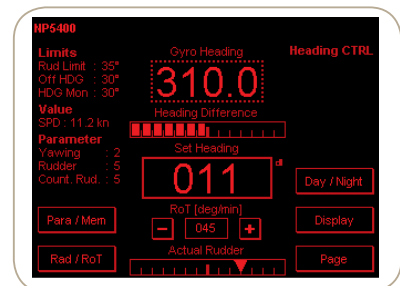 NP5400
Limits
Rud Limit : 35°
Off HDG : 30°
HDG Mon : 30°
Value
SPD : 11.2 kn
Parameter
Yawing : 2
Rudder : 5
Count. Rud. : 5
Para / Mem
Rad / RoT
Gyro Heading
310.0
Heading Difference
Set Heading
011
RoT [deg/min]
− 045 +
Actual Rudder
Heading CTRL
Day / Night
Display
Page